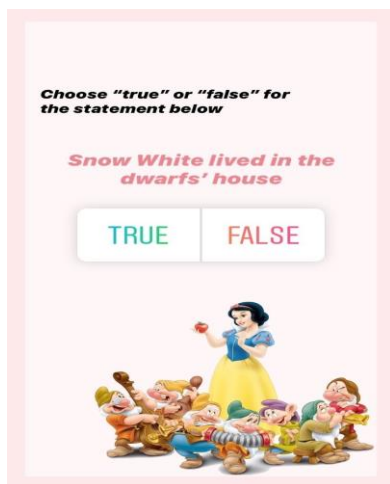 Choose “true” or “false” for
the statement below
Snow White lived in the
dwarfs’ house
TRUE
FALSE